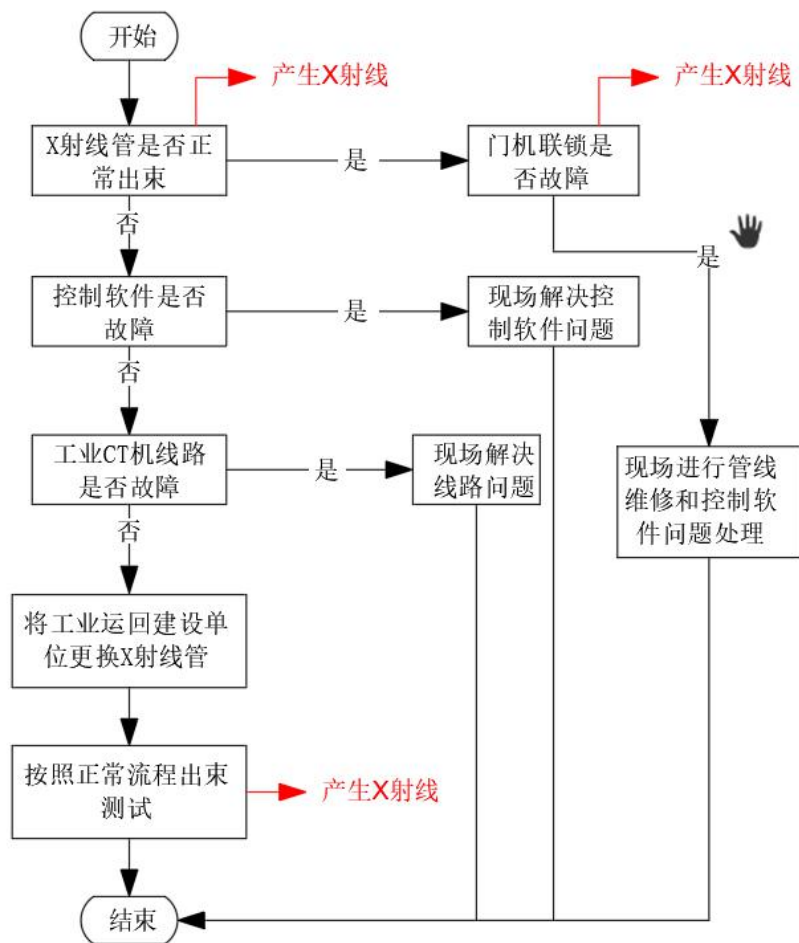 开始
产生X射线
产生X射线
X射线管是否正
常出束
是
门机联锁是
否故障
否
是
控制软件是否
故障
是
现场解决控
制软件问题
否
工业CT机线路
是否故障
是
现场解决
线路问题
现场进行管线
维修和控制软
件问题处理
否
将工业运回建设单
位更换X射线管
按照正常流程出束
测试
产生X射线
结束